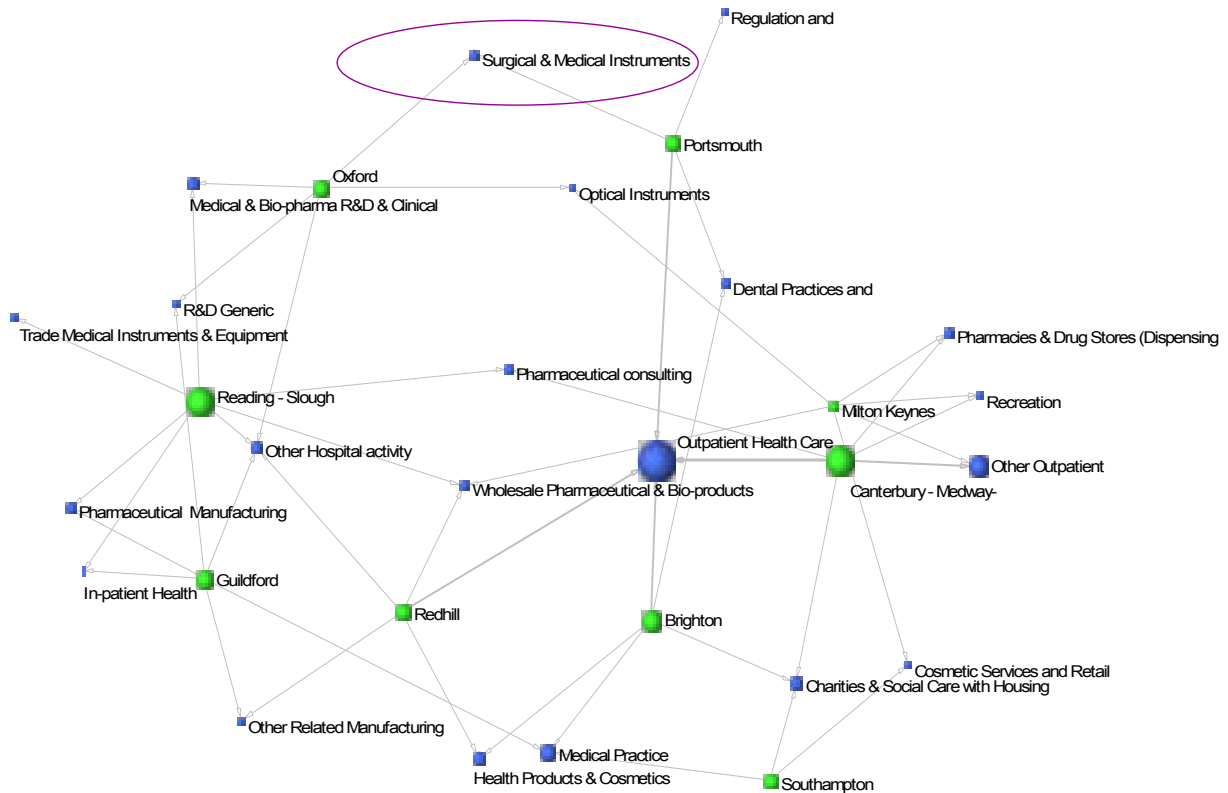 Regulation and
Surgical & Medical Instruments
Portsmouth
Oxford
Medical & Bio-pharma R&D & Clinical
Optical Instruments
Dental Practices and
R&D Generic
Trade Medical Instruments & Equipment
Pharmacies & Drug Stores (Dispensing
Pharmaceutical consulting
Reading - Slough
Recreation
Milton Keynes
Outpatient Health Care
Other Hospital activity
Other Outpatient
Wholesale Pharmaceutical & Bio-products
Canterbury - Medway-
Pharmaceutical Manufacturing
Guildford
In-patient Health
Redhill
Brighton
Cosmetic Services and Retail
Charities & Social Care with Housing
Other Related Manufacturing
Medical Practice
Health Products & Cosmetics
Southampton